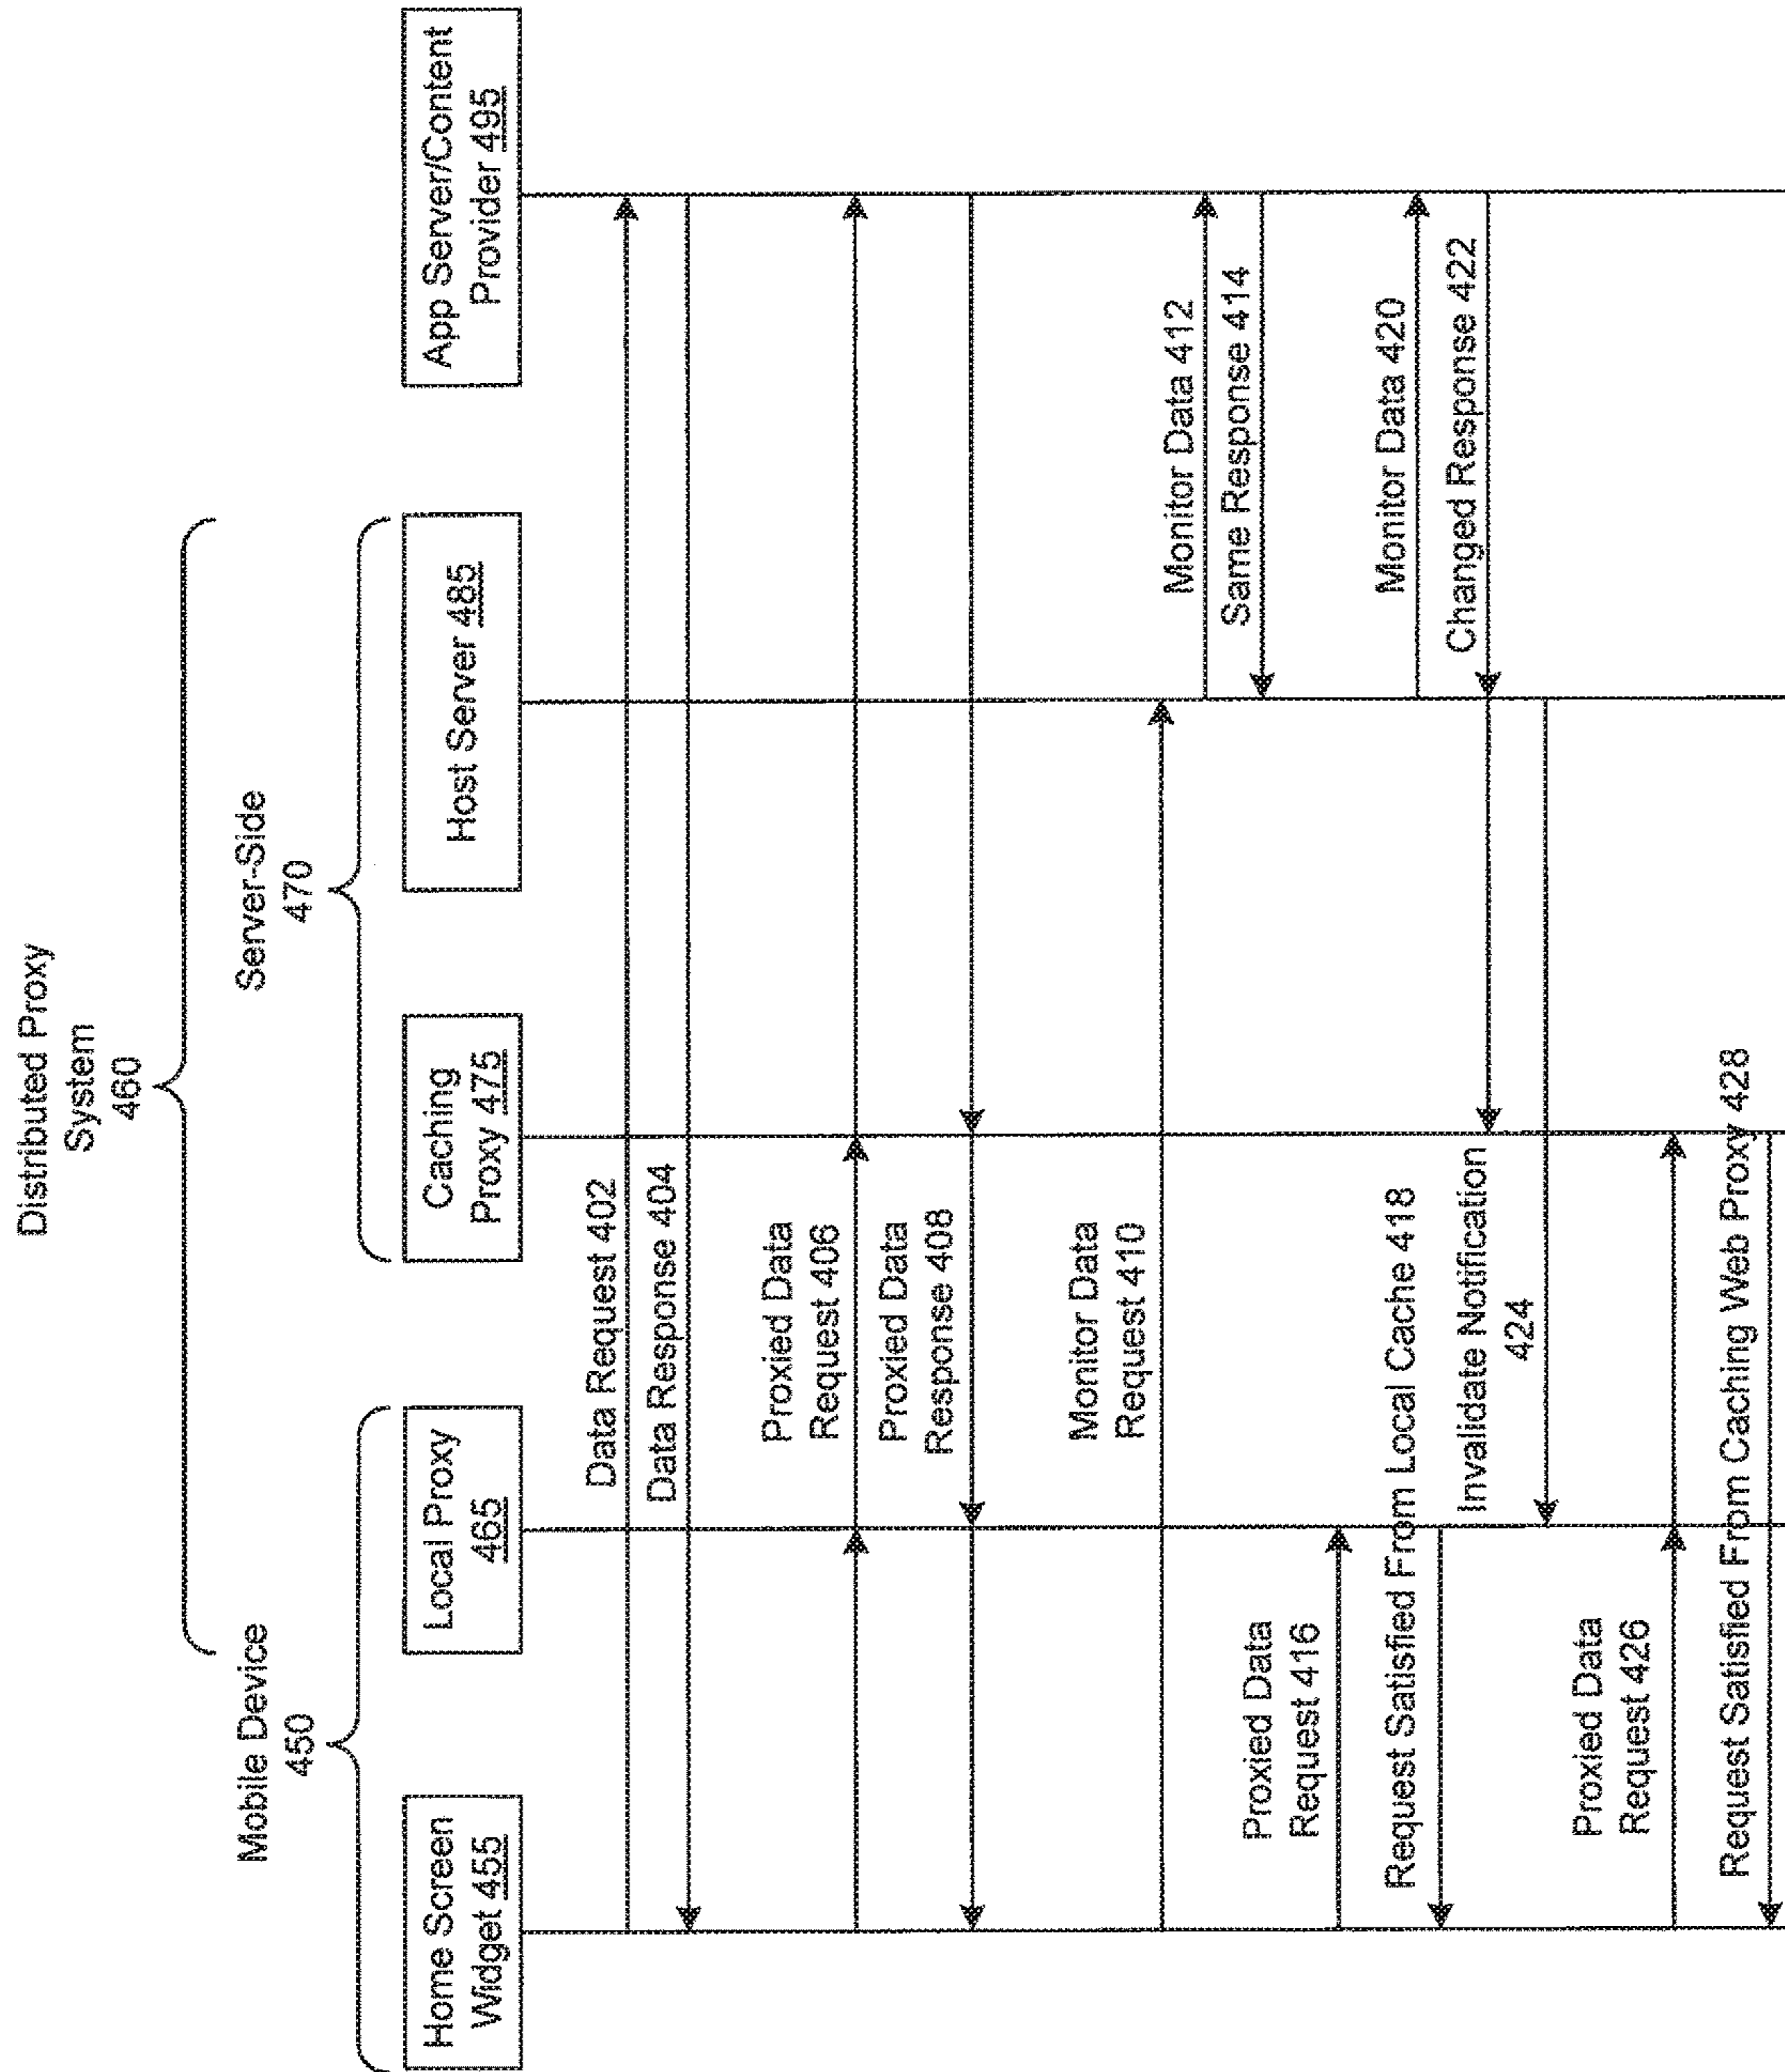 Distributed Proxy
System
460
Mobile Device
450
Server-Side
470
Home Screen
Widget 455
Local Proxy
465
Caching
Proxy 475
Host Server 485
App Server/Content
Provider 495
Data Request 402
Data Response 404
Proxied Data
Request 406
Proxied Data
Response 408
Monitor Data
Request 410
Monitor Data 412
Same Response 414
Proxied Data
Request 416
Request Satisfied From Local Cache 418
Monitor Data 420
Changed Response 422
Invalidate Notification
424
Proxied Data
Request 426
Request Satisfied From Caching Web Proxy 428